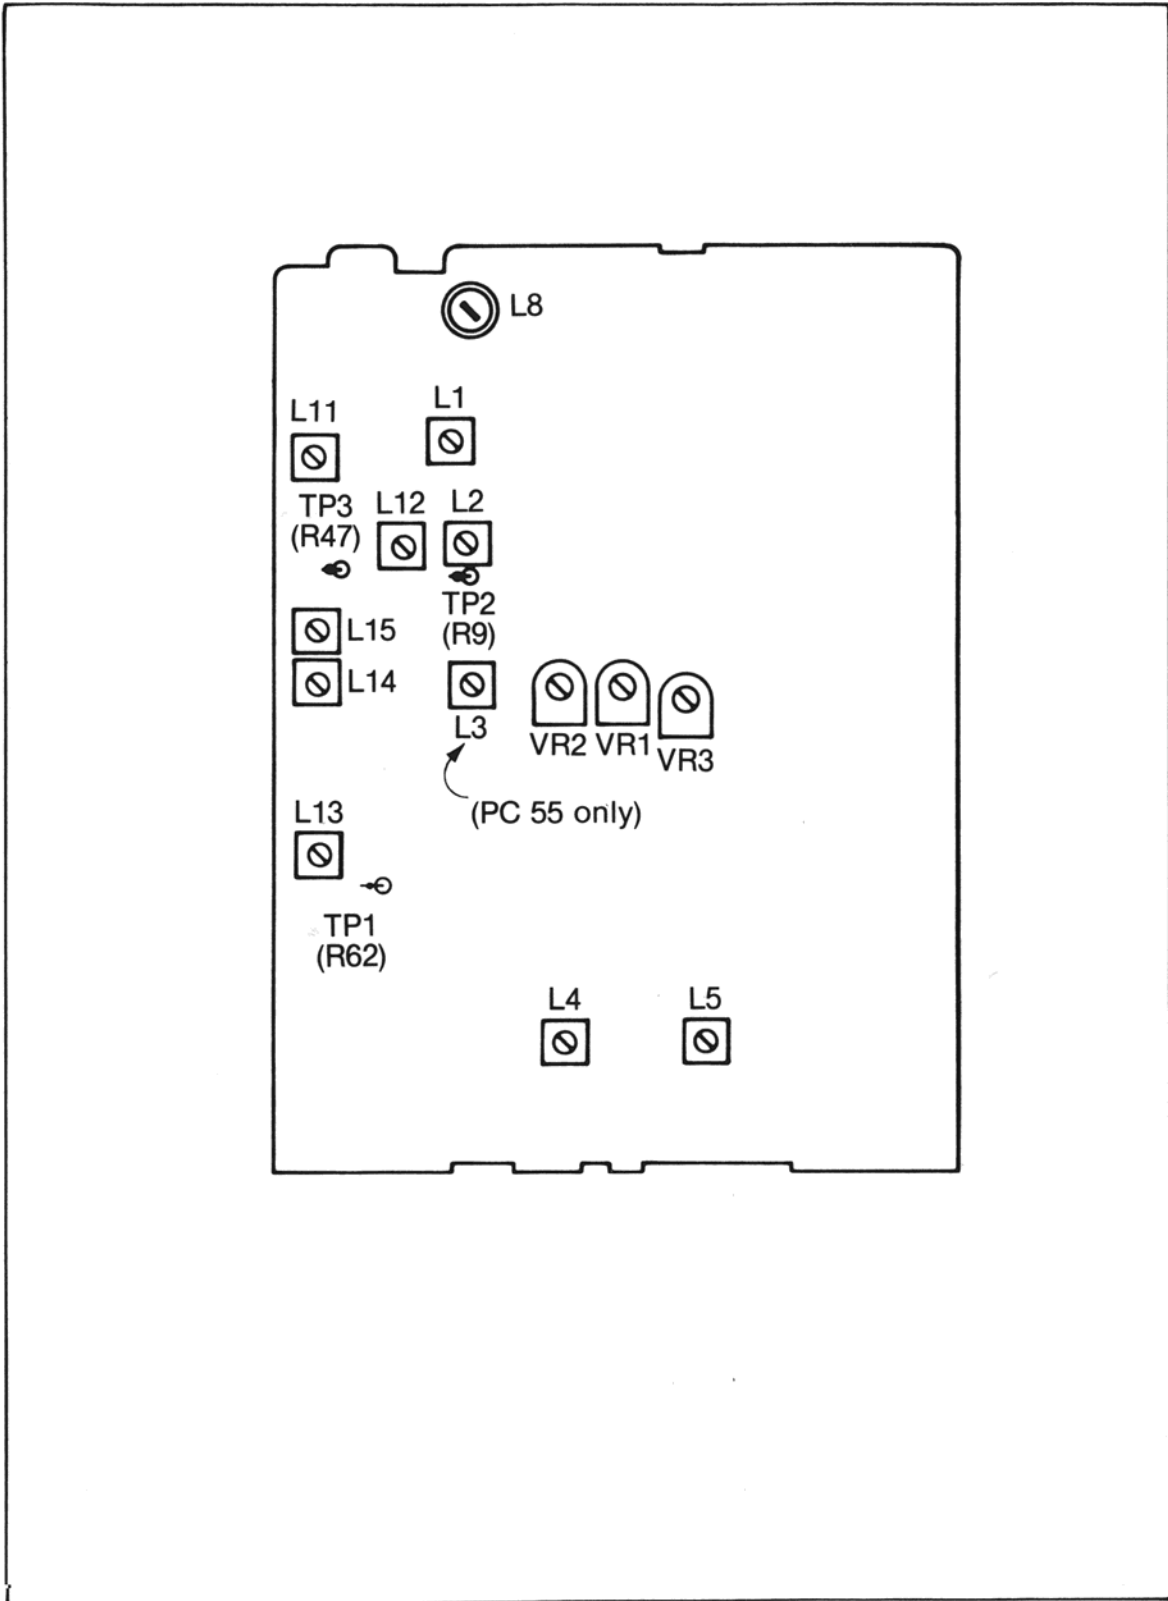 L8
L1
L11
TP3
(R47)
L12
L2
TP2
(R9)
L15
L14
L3
VR2
VR1
VR3
(PC 55 only)
L13
TP1
(R62)
L4
L5